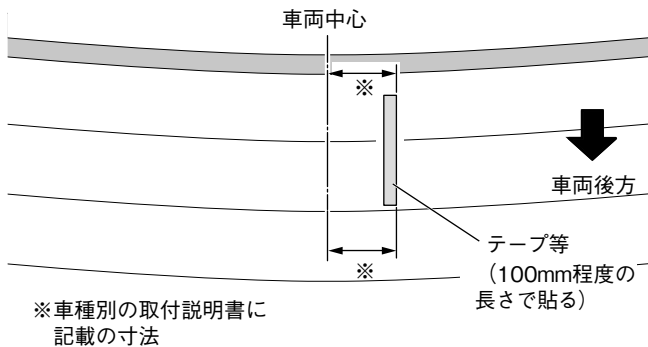 車両中心
※
車両後方
テープ等
（100mm程度の
長さで貼る）
※
※車種別の取付説明書に
記載の寸法